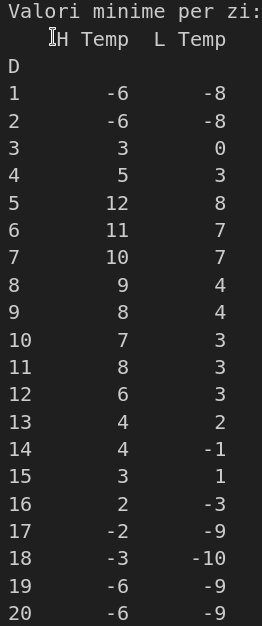 Valori minime per zi:
H Temp L Temp
D
1 -6 -8
2 -6 -8
3 3 0
4 5 3
5 12 8
6 11 7
7 10 7
8 9 4
9 8 4
10 7 3
11 8 3
12 6 3
13 4 2
14 4 -1
15 3 1
16 2 -3
17 -2 -9
18 -3 -10
19 -6 -9
20 -6 -9